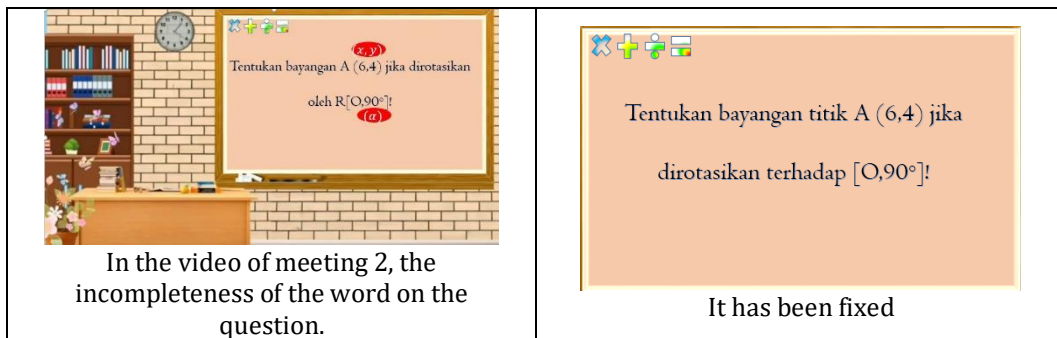 (x, y)
Tentukan bayangan A (6,4) jika dirotasikan
oleh R[O,90°]!
(α)
In the video of meeting 2, the
incompleteness of the word on the
question.
Tentukan bayangan titik A (6,4) jika
dirotasikan terhadap [O,90°]!
It has been fixed